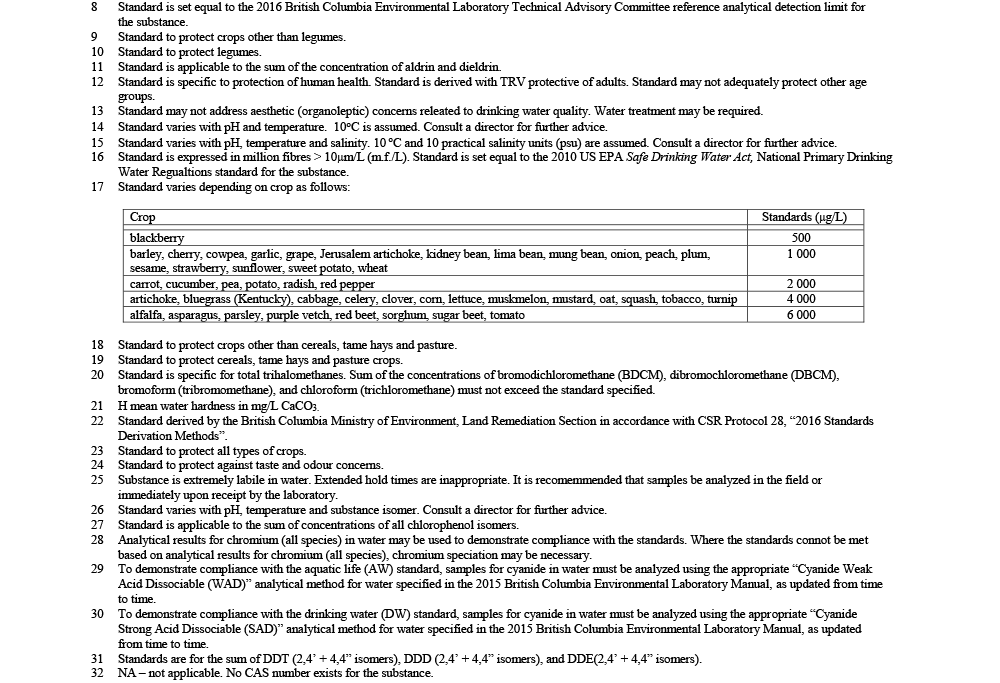 8 Standard is set equal to the 2016 British Columbia Environmental Laboratory Technical Advisory Committee reference analytical detection limit for
the substance.
9 Standard to protect crops other than legumes.
10 Standard to protect legumes.
11 Standard is applicable to the sum of the concentration of aldrin and dieldrin.
12 Standard is specific to protection of human health. Standard is derived with TRV protective of adults. Standard may not adequately protect other age
groups.
13 Standard may not address aesthetic (organoleptic) concerns releated to drinking water quality. Water treatment may be required.
14 Standard varies with pH and temperature. 10°C is assumed. Consult a director for further advice.
15 Standard varies with pH, temperature and salinity. 10 °C and 10 practical salinity units (psu) are assumed. Consult a director for further advice.
16 Standard is expressed in million fibres > 10µm/L (m.f./L). Standard is set equal to the 2010 US EPA Safe Drinking Water Act, National Primary Drinking
Water Regualtions standard for the substance.
17 Standard varies depending on crop as follows:
Crop Standards (µg/L)
blackberry 500
barley, cherry, cowpea, garlic, grape, Jerusalem artichoke, kidney bean, lima bean, mung bean, onion, peach, plum, 1 000
sesame, strawberry, sunflower, sweet potato, wheat
carrot, cucumber, pea, potato, radish, red pepper 2 000
artichoke, bluegrass (Kentucky), cabbage, celery, clover, corn, lettuce, muskmelon, mustard, oat, squash, tobacco, turnip 4 000
alfalfa, asparagus, parsley, purple vetch, red beet, sorghum, sugar beet, tomato 6 000
18 Standard to protect crops other than cereals, tame hays and pasture.
19 Standard to protect cereals, tame hays and pasture crops.
20 Standard is specific for total trihalomethanes. Sum of the concentrations of bromodichloromethane (BDCM), dibromochloromethane (DBCM),
bromoform (tribromomethane), and chloroform (trichloromethane) must not exceed the standard specified.
21 H mean water hardness in mg/L CaCO3.
22 Standard derived by the British Columbia Ministry of Environment, Land Remediation Section in accordance with CSR Protocol 28, “2016 Standards
Derivation Methods”.
23 Standard to protect all types of crops.
24 Standard to protect against taste and odour concerns.
25 Substance is extremely labile in water. Extended hold times are inappropriate. It is recomemmended that samples be analyzed in the field or
immediately upon receipt by the laboratory.
26 Standard varies with pH, temperature and substance isomer. Consult a director for further advice.
27 Standard is applicable to the sum of concentrations of all chlorophenol isomers.
28 Analytical results for chromium (all species) in water may be used to demonstrate compliance with the standards. Where the standards connot be met
based on analytical results for chromium (all species), chromium speciation may be necessary.
29 To demonstrate compliance with the aquatic life (AW) standard, samples for cyanide in water must be analyzed using the appropriate “Cyanide Weak
Acid Dissociable (WAD)” analytical method for water specified in the 2015 British Columbia Environmental Laboratory Manual, as updated from time
to time.
30 To demonstrate compliance with the drinking water (DW) standard, samples for cyanide in water must be analyzed using the appropriate “Cyanide
Strong Acid Dissociable (SAD)” analytical method for water specified in the 2015 British Columbia Environmental Laboratory Manual, as updated
from time to time.
31 Standards are for the sum of DDT (2,4’ + 4,4” isomers), DDD (2,4’ + 4,4” isomers), and DDE(2,4’ + 4,4” isomers).
32 NA – not applicable. No CAS number exists for the substance.